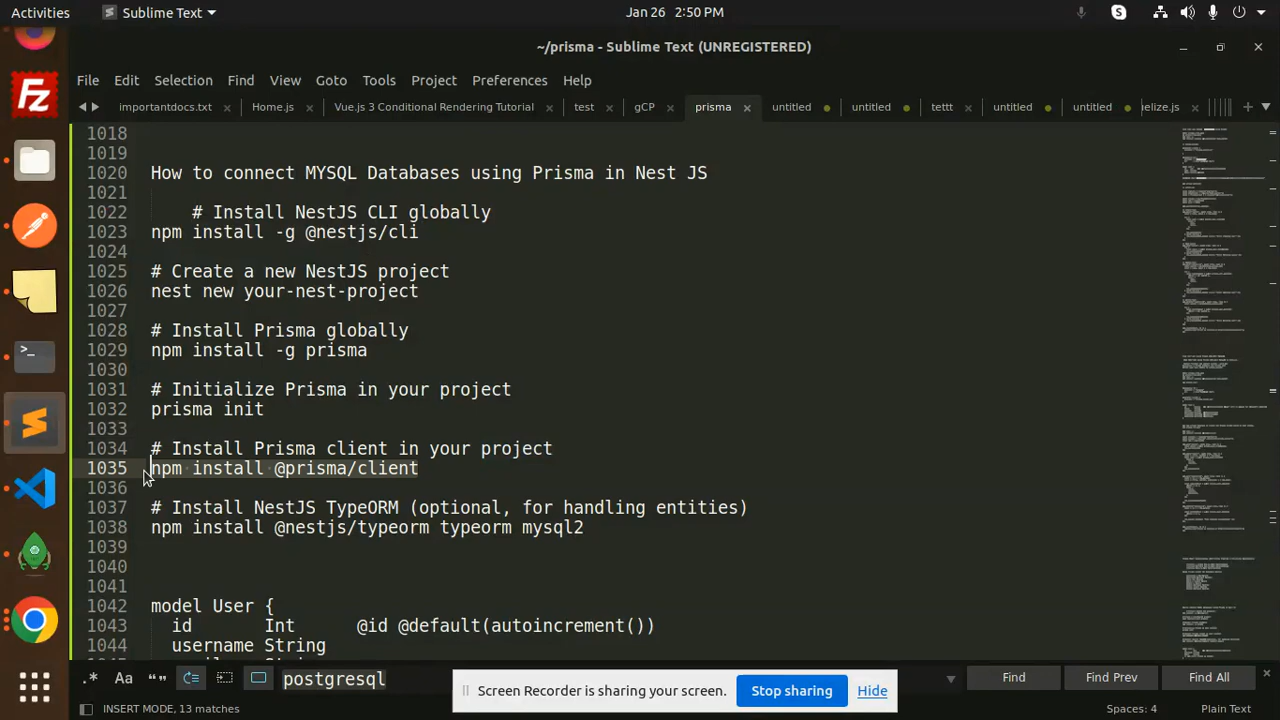 Activities
Sublime Text
Jan 26 2:50 PM
~/prisma - Sublime Text (UNREGISTERED)
File Edit Selection Find View Goto Tools Project Preferences Help
importantdocs.txt Home.js Vue.js 3 Conditional Rendering Tutorial test gCP prisma untitled untitled tettt untitled untitled elize.js
1018
1019
1020 How to connect MYSQL Databases using Prisma in Nest JS
1021
1022 # Install NestJS CLI globally
1023 npm install -g @nestjs/cli
1024
1025 # Create a new NestJS project
1026 nest new your-nest-project
1027
1028 # Install Prisma globally
1029 npm install -g prisma
1030
1031 # Initialize Prisma in your project
1032 prisma init
1033
1034 # Install Prisma client in your project
1035 npm install @prisma/client
1036
1037 # Install NestJS TypeORM (optional, for handling entities)
1038 npm install @nestjs/typeorm typeorm mysql2
1039
1040
1041
1042 model User {
1043 id Int @id @default(autoincrement())
1044 username String
.* Aa “” postgresql Find Find Prev Find All
Screen Recorder is sharing your screen. Stop sharing Hide
INSERT MODE, 13 matches Spaces: 4 Plain Text